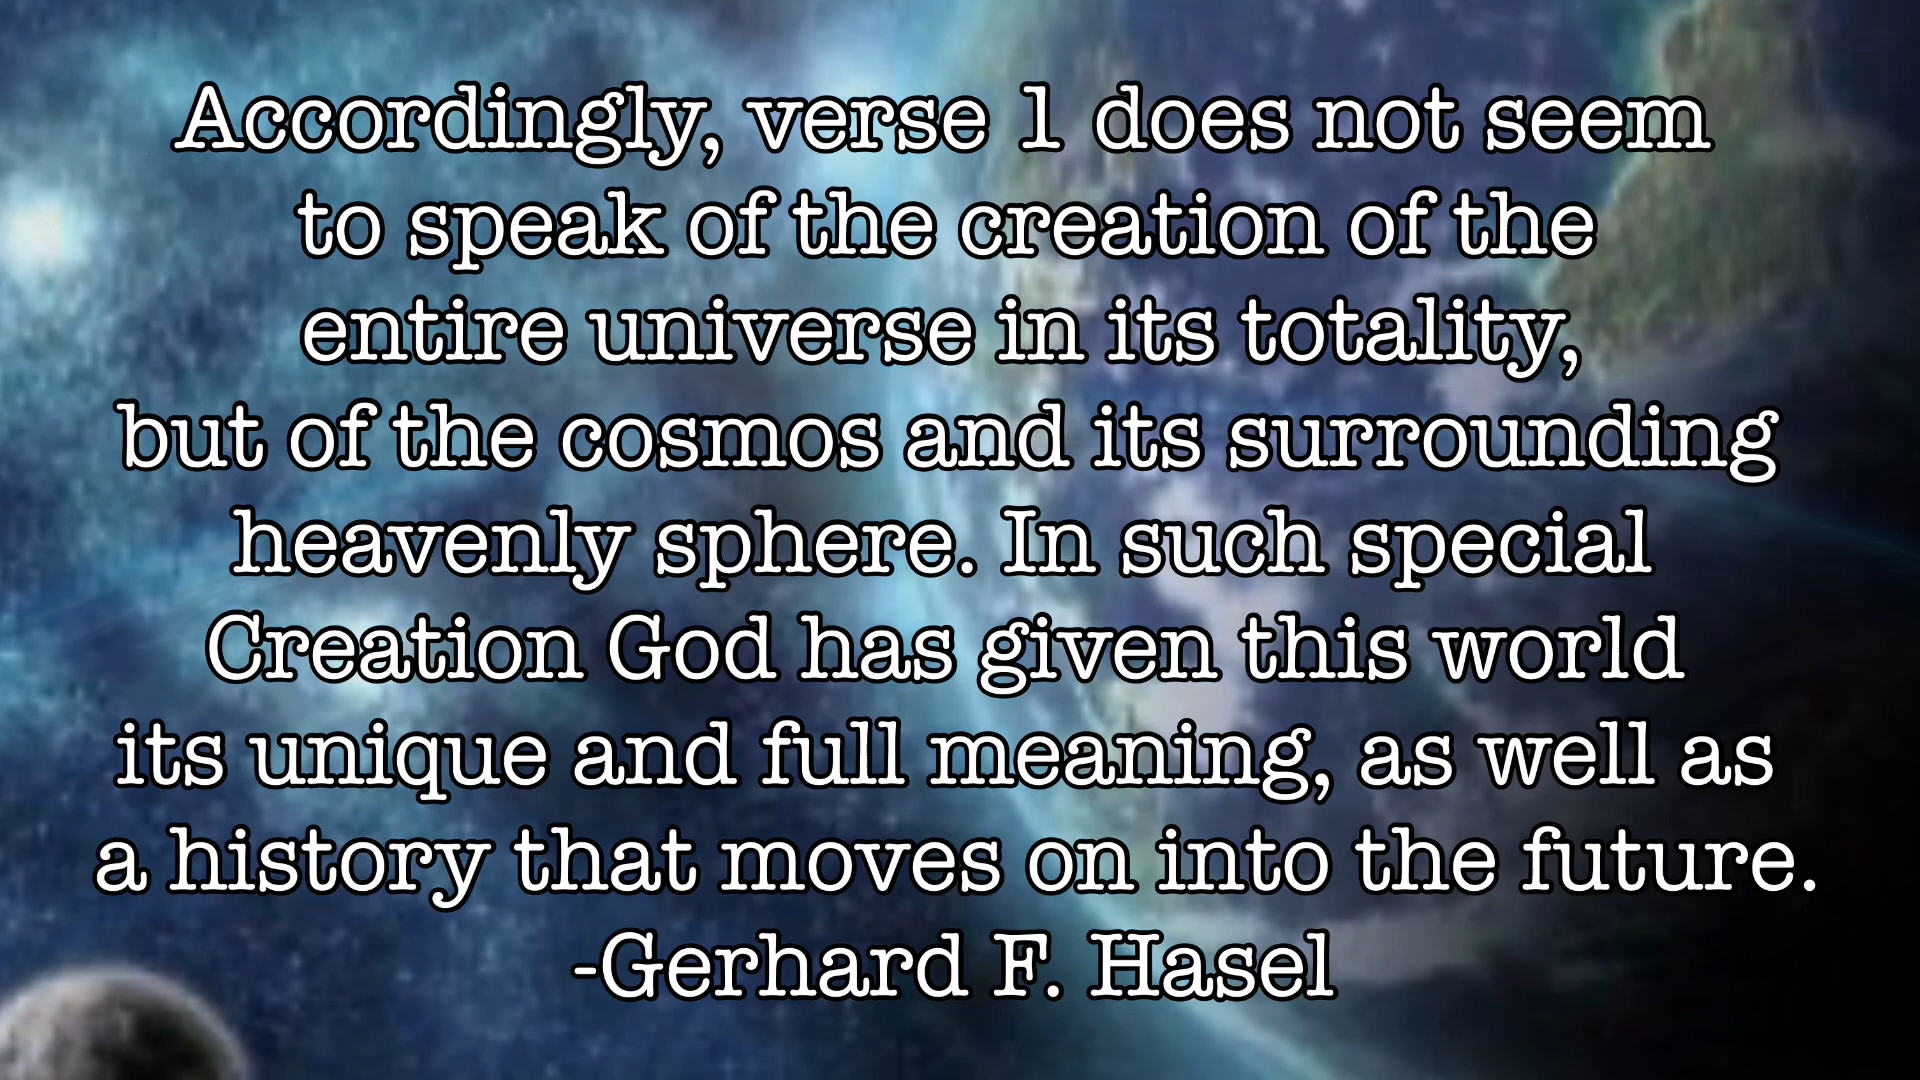 Accordingly, verse 1 does not seem
to speak of the creation of the
entire universe in its totality,
but of the cosmos and its surrounding
heavenly sphere. In such special
Creation God has given this world
its unique and full meaning, as well as
a history that moves on into the future.
-Gerhard F. Hasel